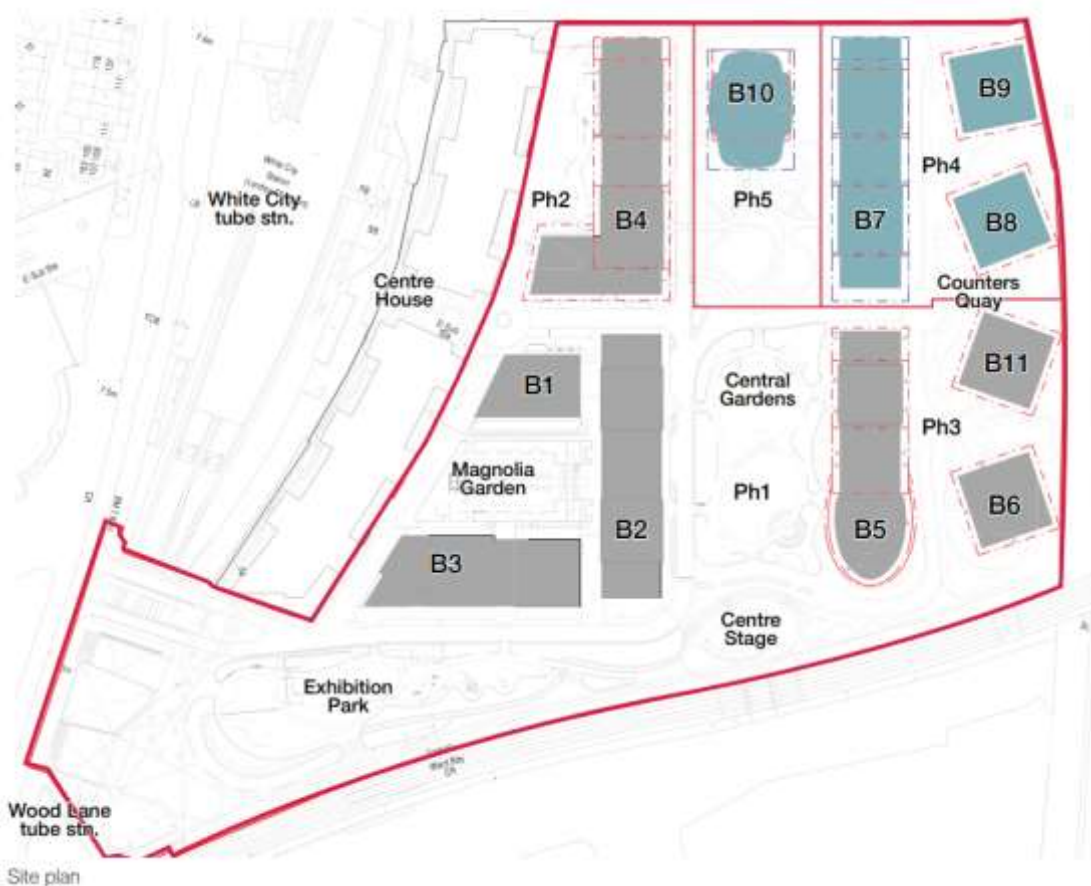 B9
B10
Ph4
White City
tube stn.
Ph2
Ph5
B4
B7
B8
Centre
House
Counters
Quay
B1
B11
Central
Gardens
Ph3
Magnolia
Garden
Ph1
B6
B3
B2
B5
Centre
Stage
Exhibition
Park
Wood Lane
tube stn.
Site plan